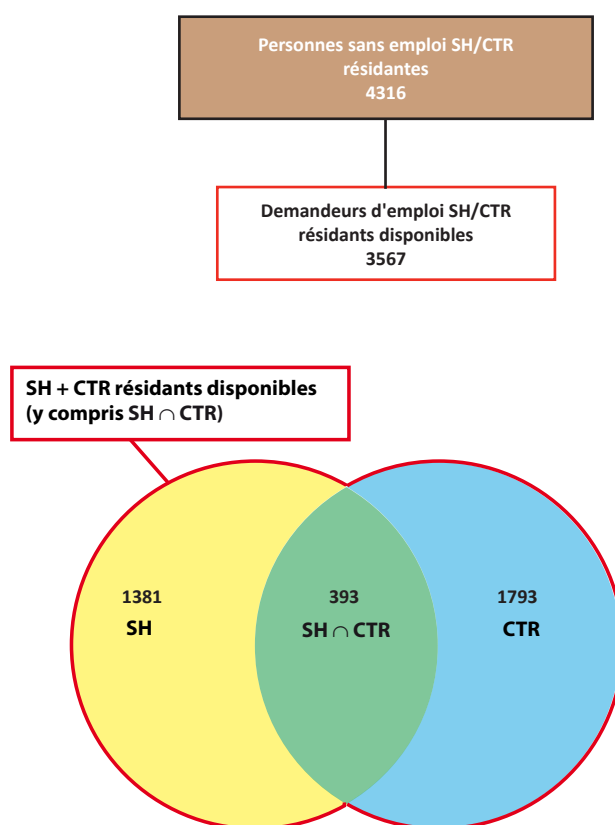 Personnes sans emploi SH/CTR
résidantes
4316
Demandeurs d'emploi SH/CTR
résidants disponibles
3567
SH + CTR résidants disponibles
(y compris SH ∩ CTR)
1381
SH
393
SH ∩ CTR
1793
CTR